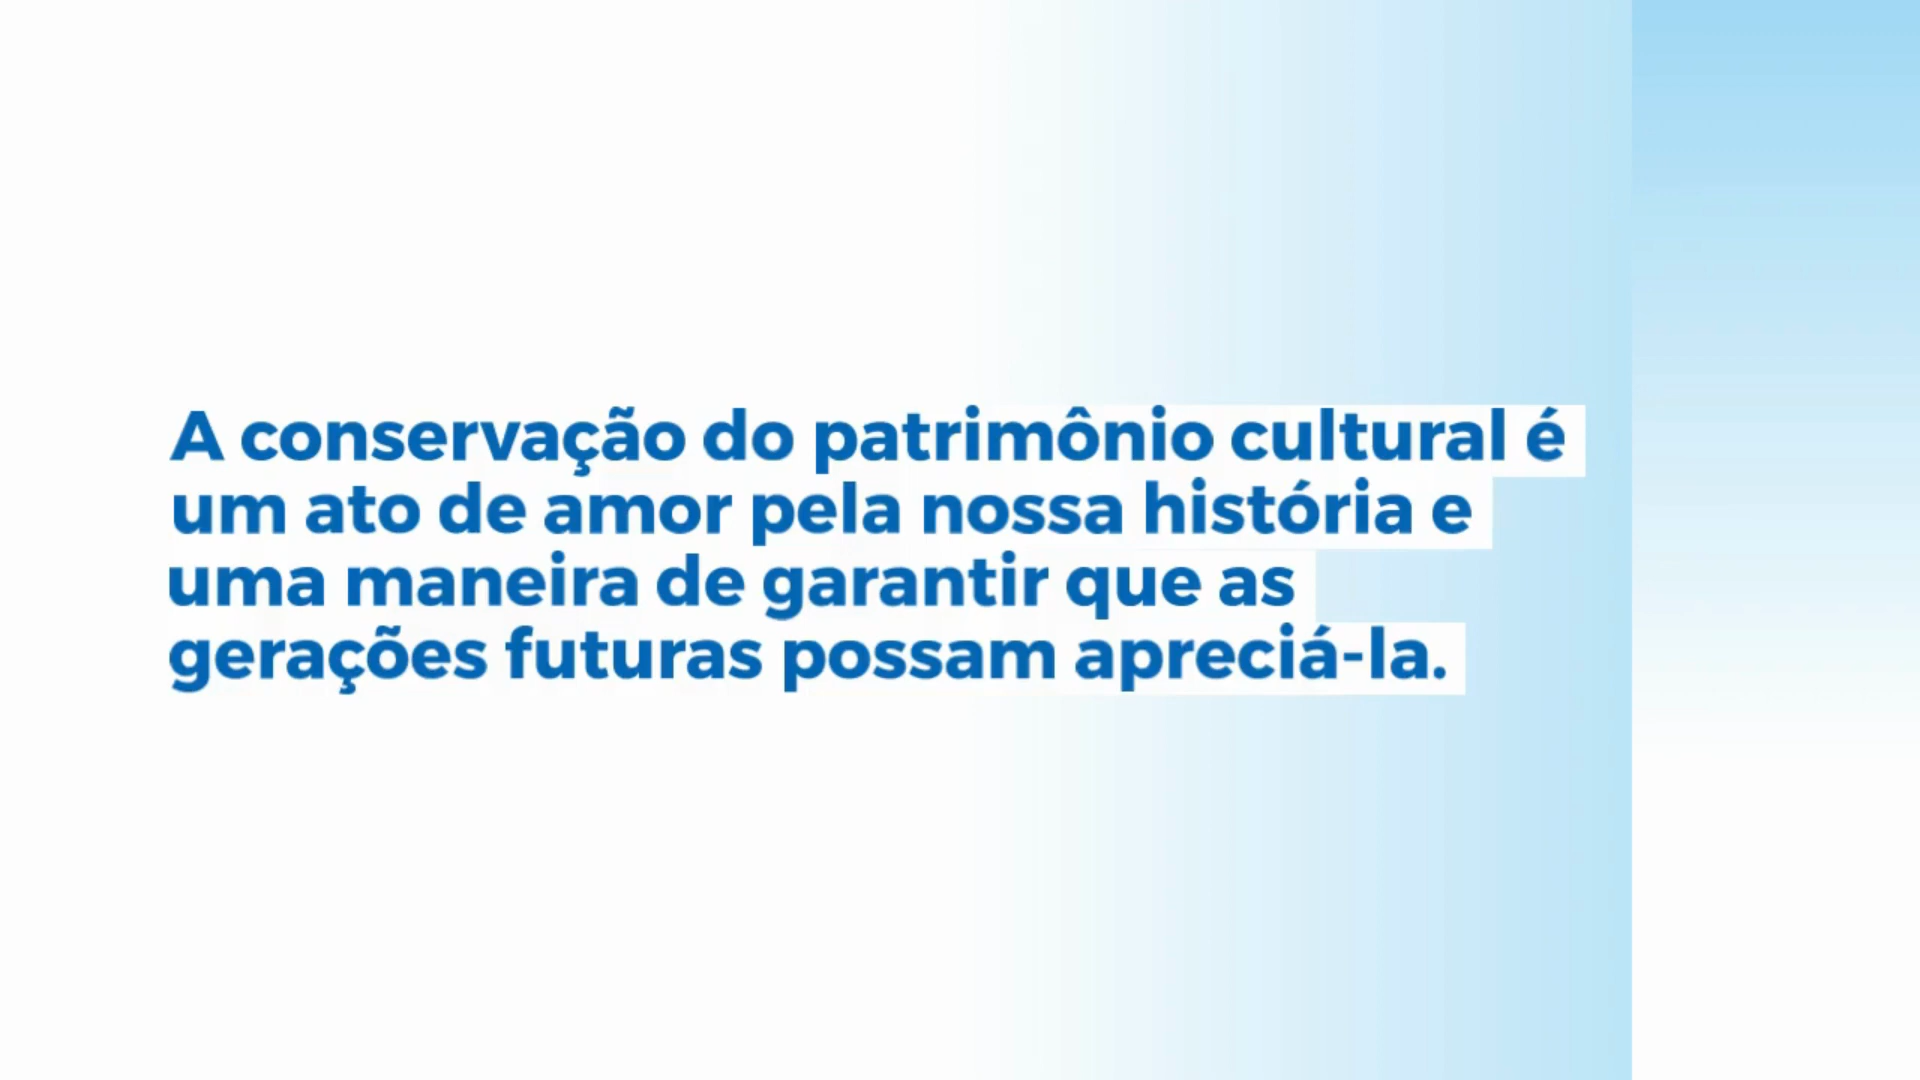 A conservação do patrimônio cultural é
um ato de amor pela nossa história e
uma maneira de garantir que as
gerações futuras possam apreciá-la.